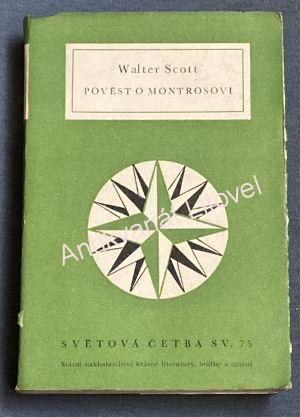 Walter Scott
POVĚST O MONTROSOVI
SVĚTOVÁ ČETBA SV. 75
Státní nakladatelství krásné literatury, hudby a umění